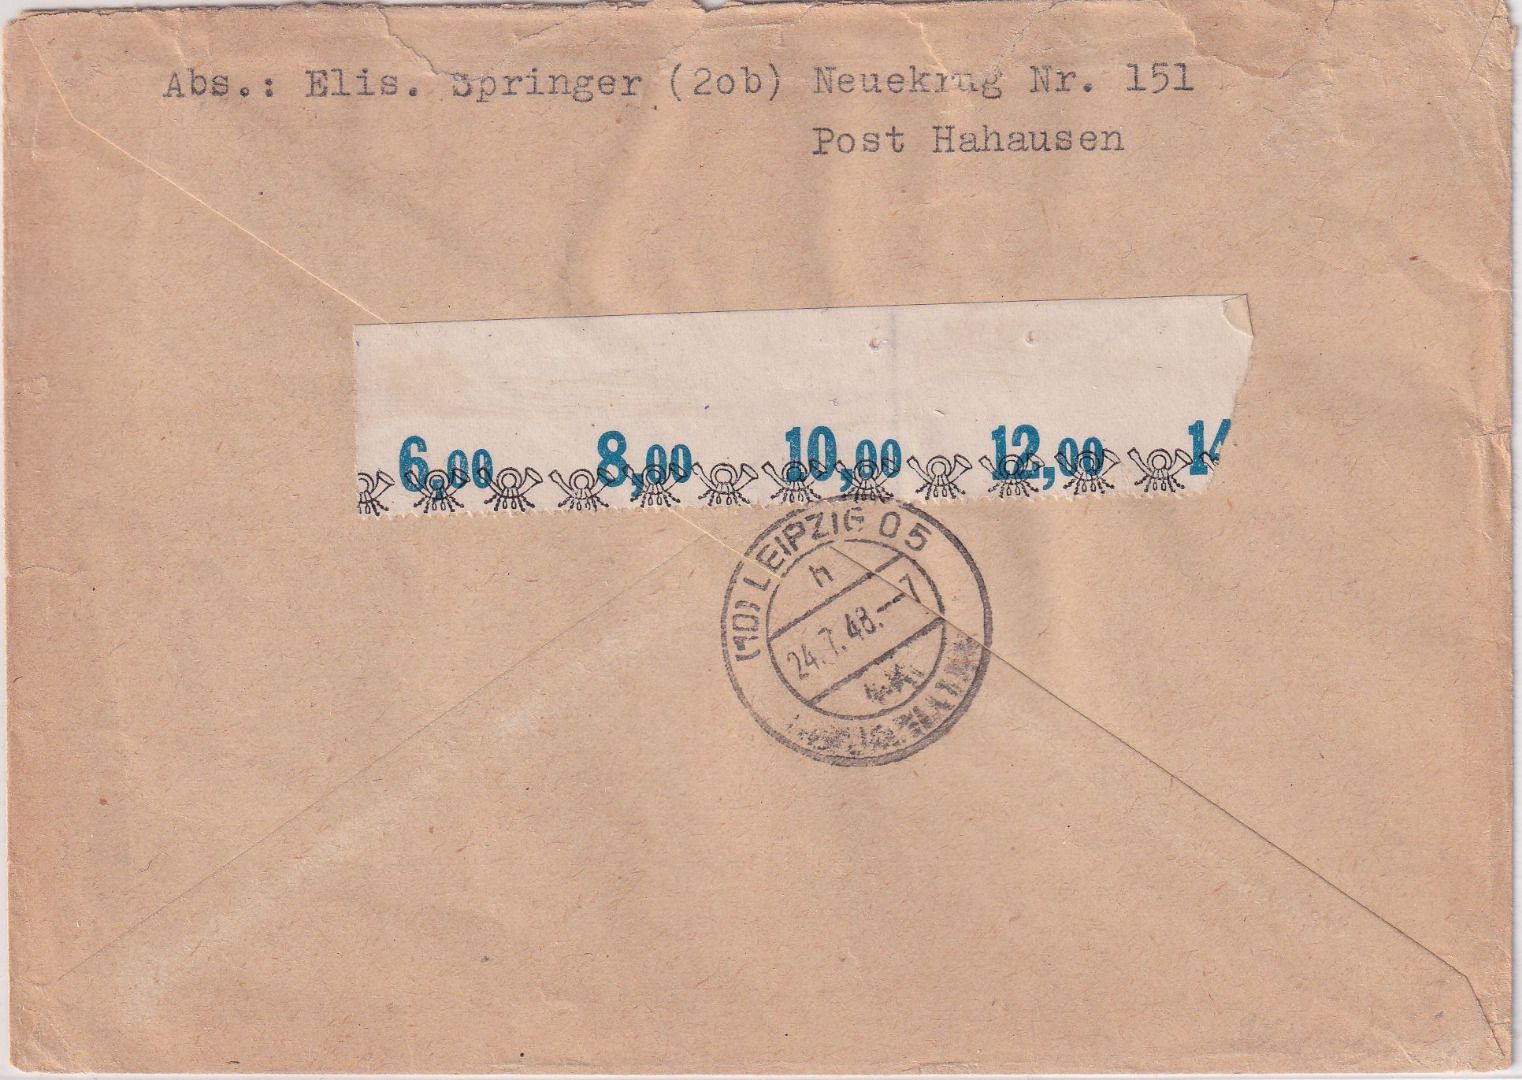 Abs.: Elis. Springer (2ob) Neuekrug Nr. 151
Post Hahausen
6,00 8,00 10,00 12,00 14
(10) LEIPZIG 05
h
24.7.48.--7